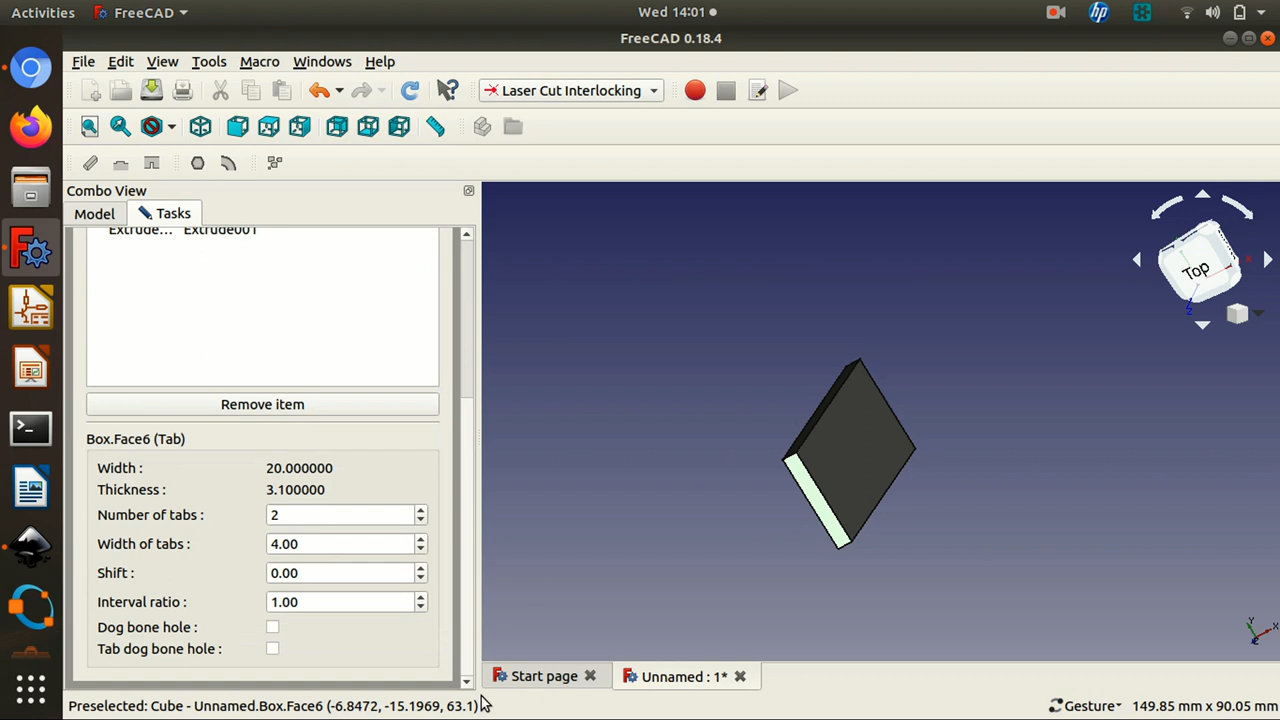 Activities FreeCAD Wed 14:01
FreeCAD 0.18.4
File Edit View Tools Macro Windows Help
Laser Cut Interlocking
Combo View
Model Tasks
Extrude... Extrude001
Remove item
Box.Face6 (Tab)
Width : 20.000000
Thickness : 3.100000
Number of tabs : 2
Width of tabs : 4.00
Shift : 0.00
Interval ratio : 1.00
Dog bone hole :
Tab dog bone hole :
Top
X
Z
Y
X
Z
Start page Unnamed : 1*
Preselected: Cube - Unnamed.Box.Face6 (-6.8472, -15.1969, 63.1) Gesture 149.85 mm x 90.05 mm